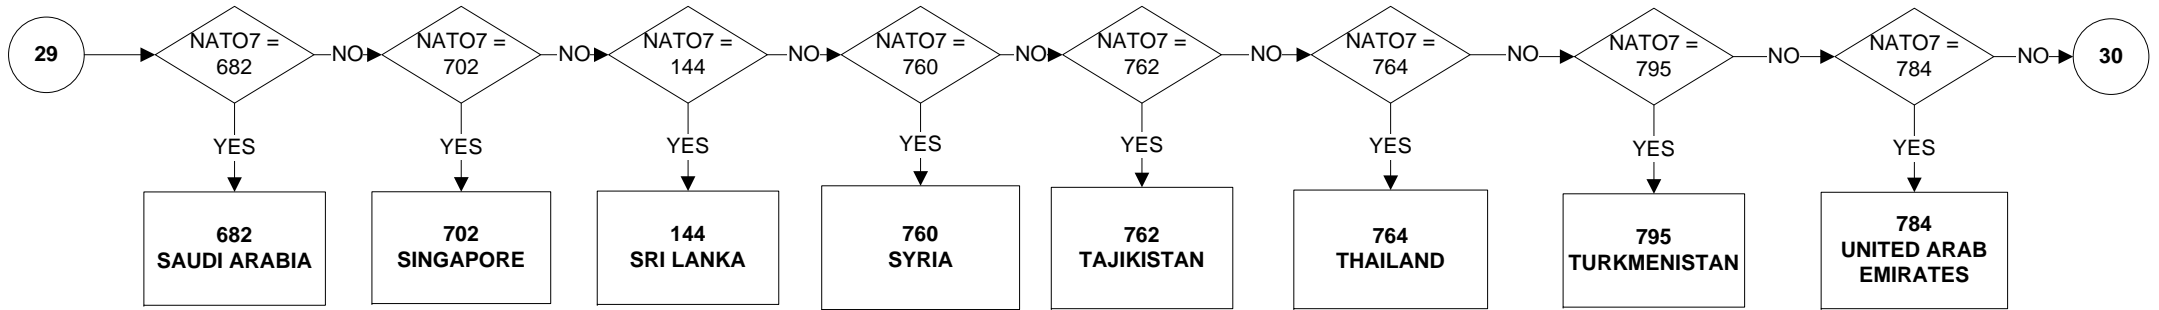 29
NATO7 =
682
NO
NATO7 =
702
NO
NATO7 =
144
NO
NATO7 =
760
NO
NATO7 =
762
NO
NATO7 =
764
NO
NATO7 =
795
NO
NATO7 =
784
NO
30
YES
YES
YES
YES
YES
YES
YES
YES
682
SAUDI ARABIA
702
SINGAPORE
144
SRI LANKA
760
SYRIA
762
TAJIKISTAN
764
THAILAND
795
TURKMENISTAN
784
UNITED ARAB
EMIRATES